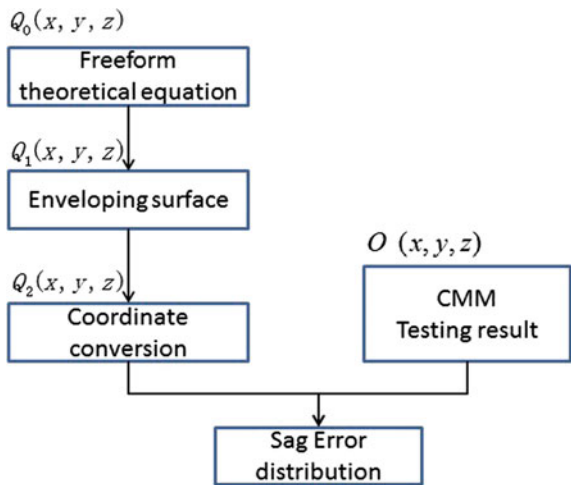 Q₀(x, y, z)
Freeform
theoretical equation
Q₁(x, y, z)
Enveloping surface
Q₂(x, y, z)
Coordinate
conversion
O (x, y, z)
CMM
Testing result
Sag Error
distribution